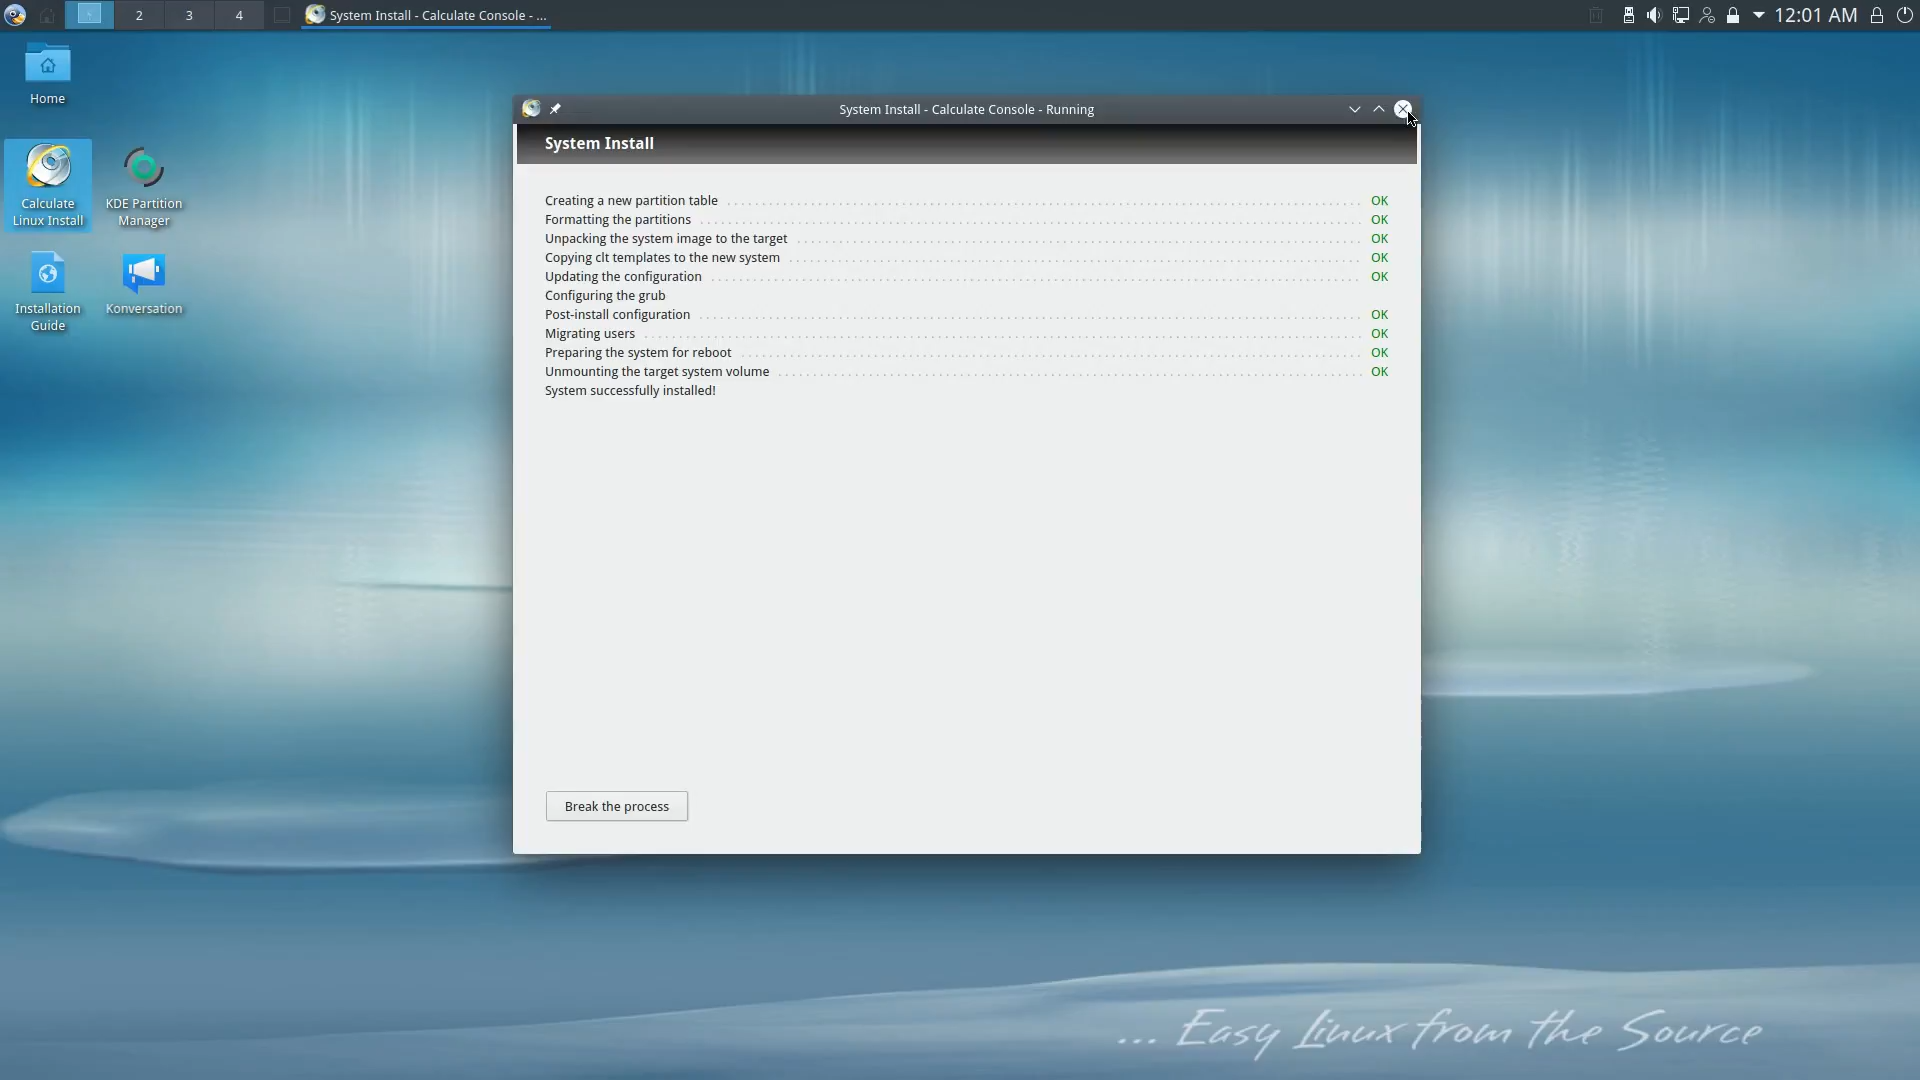 2
3
4
System Install - Calculate Console - ...
12:01 AM
Home
Calculate
Linux Install
KDE Partition
Manager
Installation
Guide
Konversation
System Install - Calculate Console - Running
System Install
Creating a new partition table OK
Formatting the partitions OK
Unpacking the system image to the target OK
Copying clt templates to the new system OK
Updating the configuration OK
Configuring the grub
Post-install configuration OK
Migrating users OK
Preparing the system for reboot OK
Unmounting the target system volume OK
System successfully installed!
Break the process
... Easy Linux from the Source